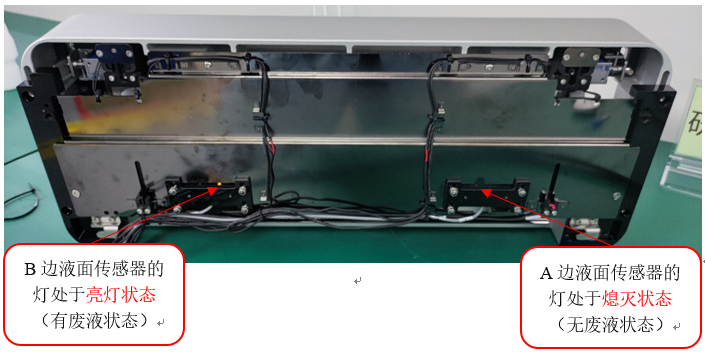 B 边液面传感器的
灯处于亮灯状态
（有废液状态）
A 边液面传感器的
灯处于熄灭状态
（无废液状态）